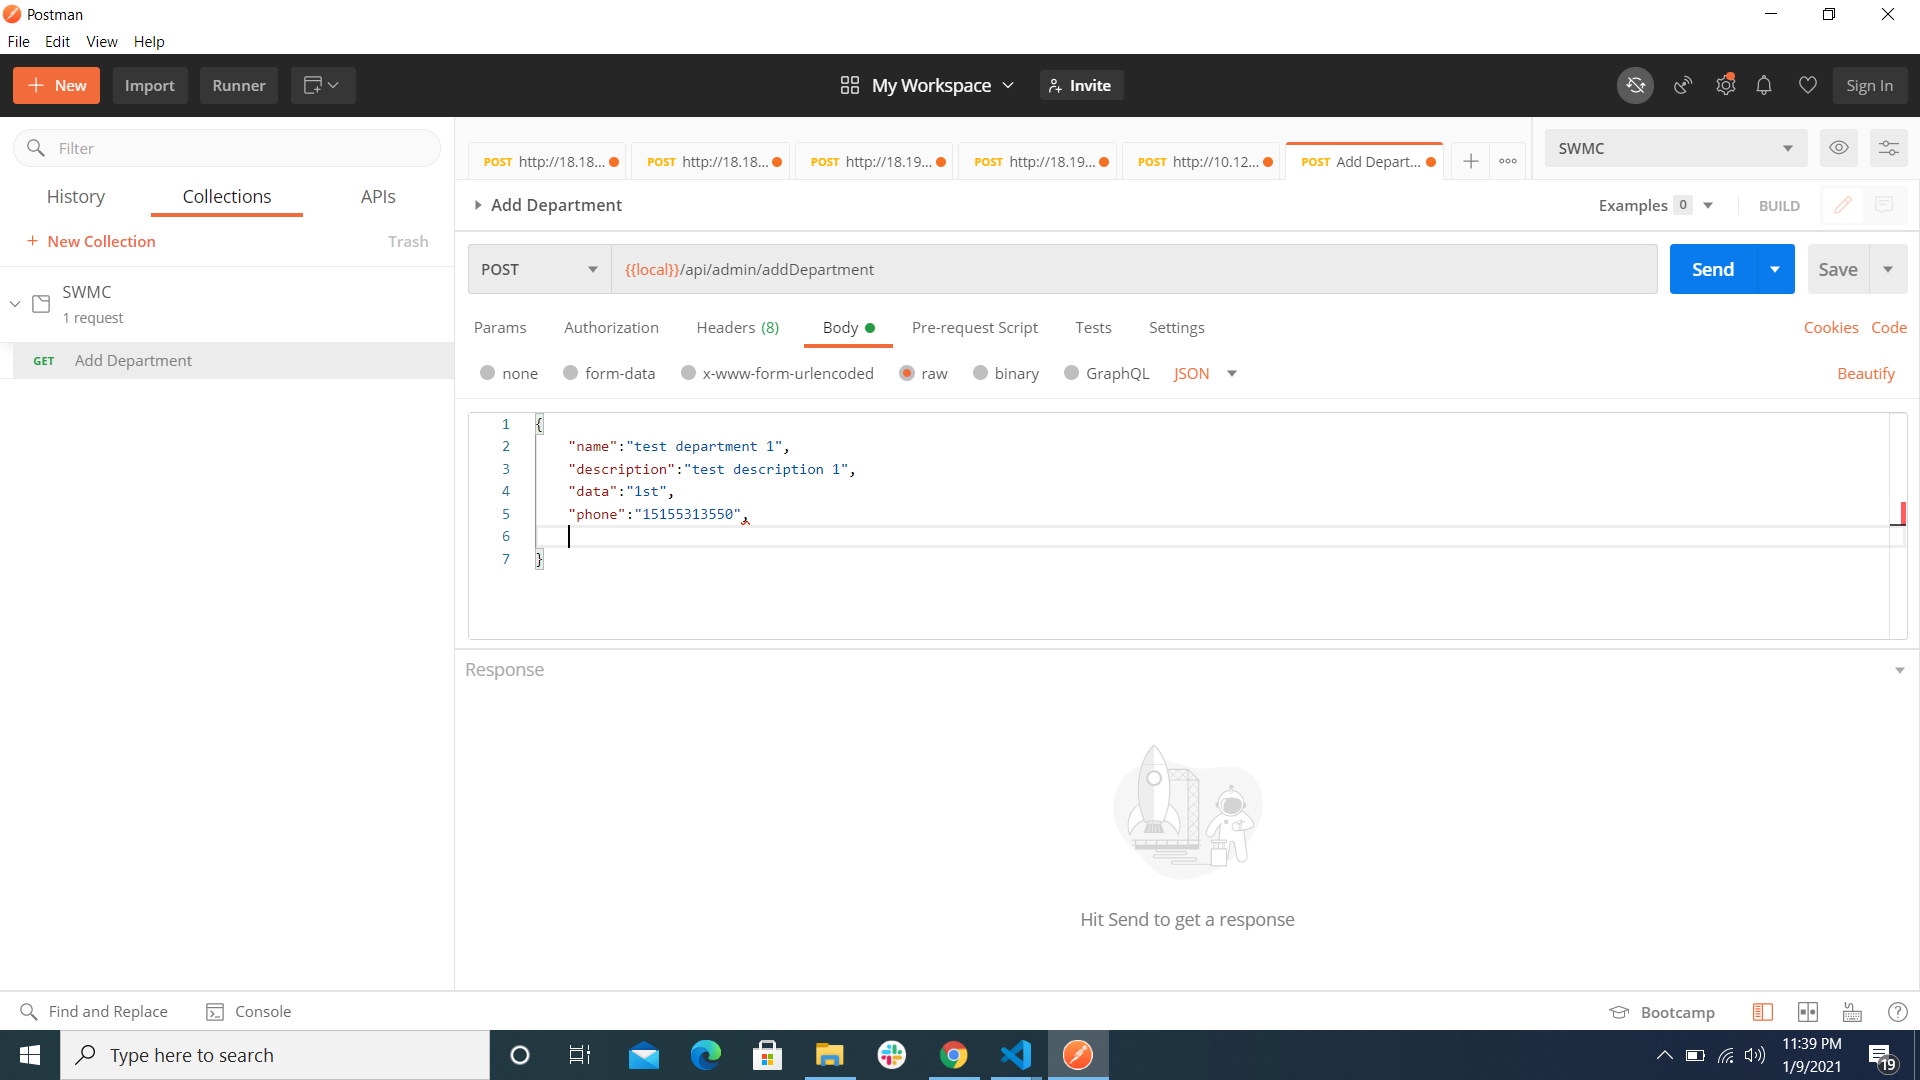 Postman
File Edit View Help
New Import Runner My Workspace Invite Sign In
Filter
History Collections APIs
+ New Collection Trash
SWMC
1 request
GET Add Department
POST http://18.18... POST http://18.18... POST http://18.19... POST http://18.19... POST http://10.12... POST Add Depart...
SWMC
Add Department Examples 0 BUILD
POST {{local}}/api/admin/addDepartment Send Save
Params Authorization Headers (8) Body Pre-request Script Tests Settings Cookies Code
none form-data x-www-form-urlencoded raw binary GraphQL JSON Beautify
1 {
2 "name":"test department 1",
3 "description":"test description 1",
4 "data":"1st",
5 "phone":"15155313550",
6
7 }
Response
Hit Send to get a response
Find and Replace Console Bootcamp
Type here to search
11:39 PM
1/9/2021
19